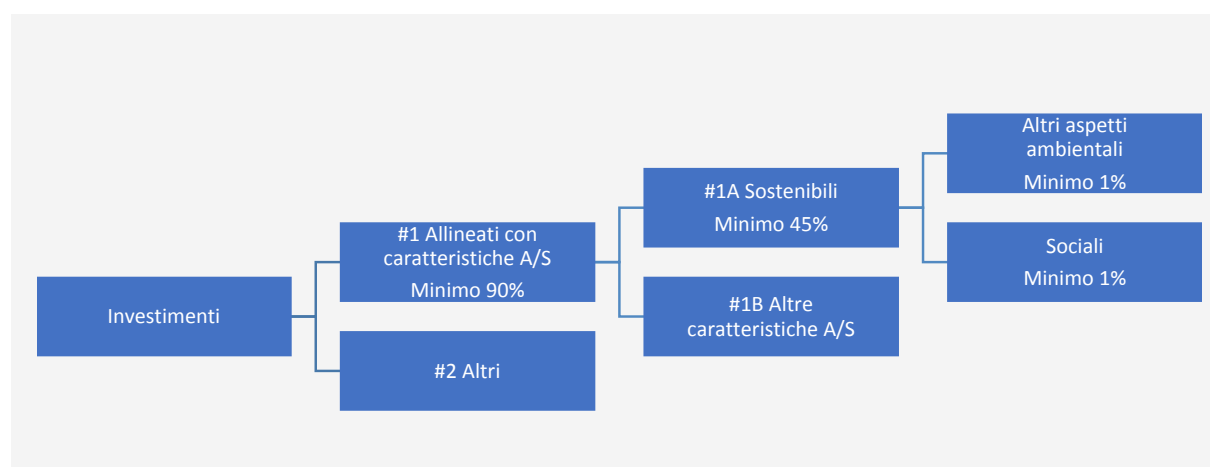 Investimenti
#1 Allineati con
caratteristiche A/S
Minimo 90%
#2 Altri
#1A Sostenibili
Minimo 45%
#1B Altre
caratteristiche A/S
Altri aspetti
ambientali
Minimo 1%
Sociali
Minimo 1%